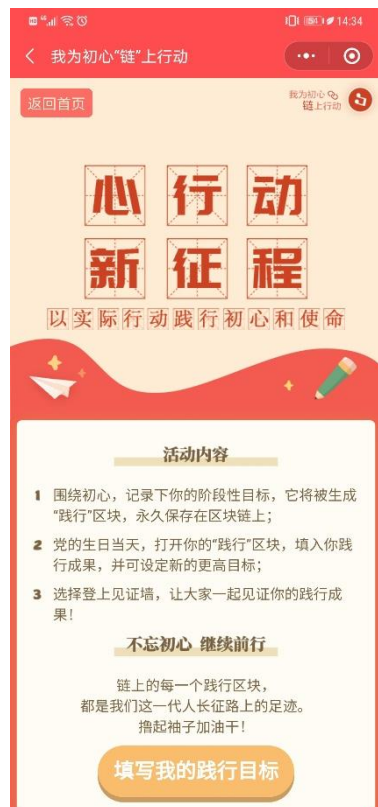 14:34
我为初心“链”上行动
返回首页
我为初心
链上行动
心行动
新征程
以实际行动践行初心和使命
活动内容
1 围绕初心，记录下你的阶段性目标，它将被生成
“践行”区块，永久保存在区块链上；
2 党的生日当天，打开你的“践行”区块，填入你践
行成果，并可设定新的更高目标；
3 选择登上见证墙，让大家一起见证你的践行成
果！
不忘初心 继续前行
链上的每一个践行区块，
都是我们这一代人长征路上的足迹。
撸起袖子加油干！
填写我的践行目标